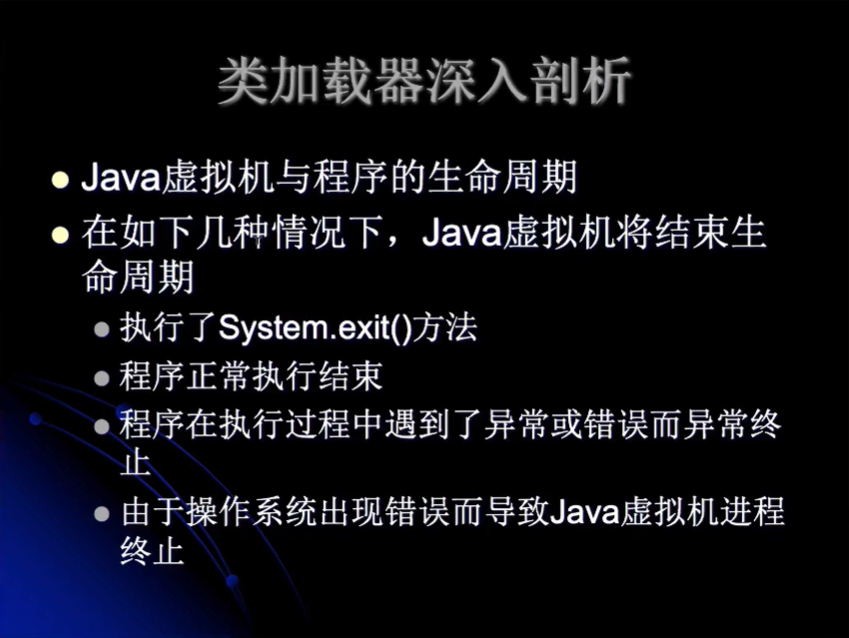 类加载器深入剖析
Java虚拟机与程序的生命周期
在如下几种情况下，Java虚拟机将结束生
命周期
执行了System.exit()方法
程序正常执行结束
程序在执行过程中遇到了异常或错误而异常终
止
由于操作系统出现错误而导致Java虚拟机进程
终止